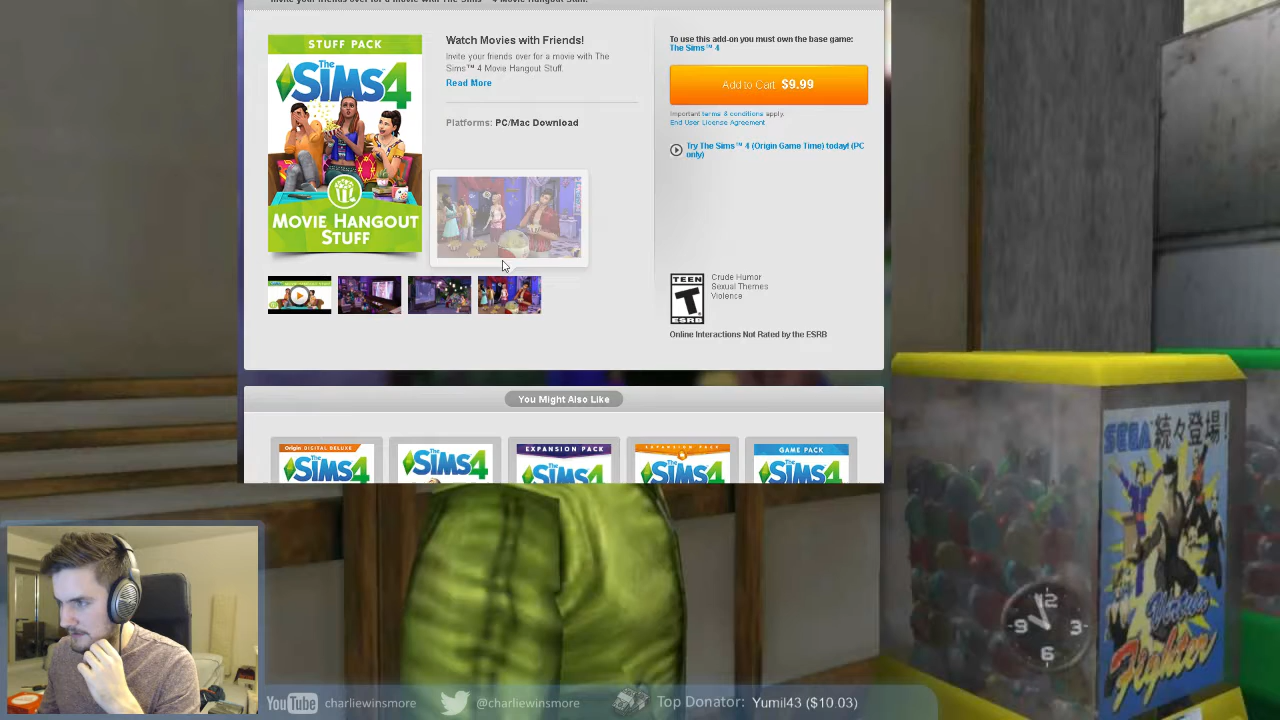 STUFF PACK
The
SIMS 4
MOVIE HANGOUT
STUFF
Watch Movies with Friends!
Invite your friends over for a movie with The
Sims™ 4 Movie Hangout Stuff.
Read More
Platforms: PC/Mac Download
To use this add-on you must own the base game:
The Sims™ 4
Add to Cart $9.99
Important terms & conditions apply.
End User License Agreement
Try The Sims™ 4 (Origin Game Time) today! (PC
only)
TEEN
T
ESRB
Crude Humor
Sexual Themes
Violence
Online Interactions Not Rated by the ESRB
You Might Also Like
Origin DIGITAL DELUXE
The SIMS 4
The SIMS 4
EXPANSION PACK
The SIMS 4
EXPANSION PACK
The SIMS 4
GAME PACK
The SIMS 4
SEGA 続々登場!
Virtua
Fighter
12
9 3
6
YouTube charliewinsmore
@charliewinsmore
Top Donator: Yumil43 ($10.03)